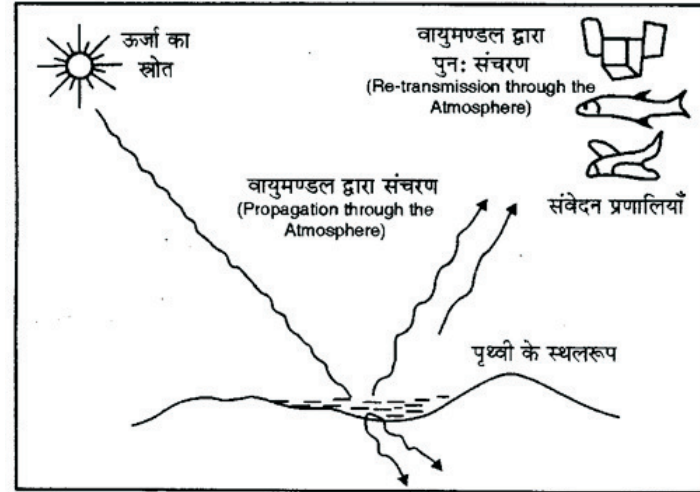 ऊर्जा का
स्त्रोत
वायुमण्डल द्वारा
पुन: संचरण
(Re-transmission through the
Atmosphere)
वायुमण्डल द्वारा संचरण
(Propagation through the
Atmosphere)
संवेदन प्रणालियाँ
पृथ्वी के स्थलरूप